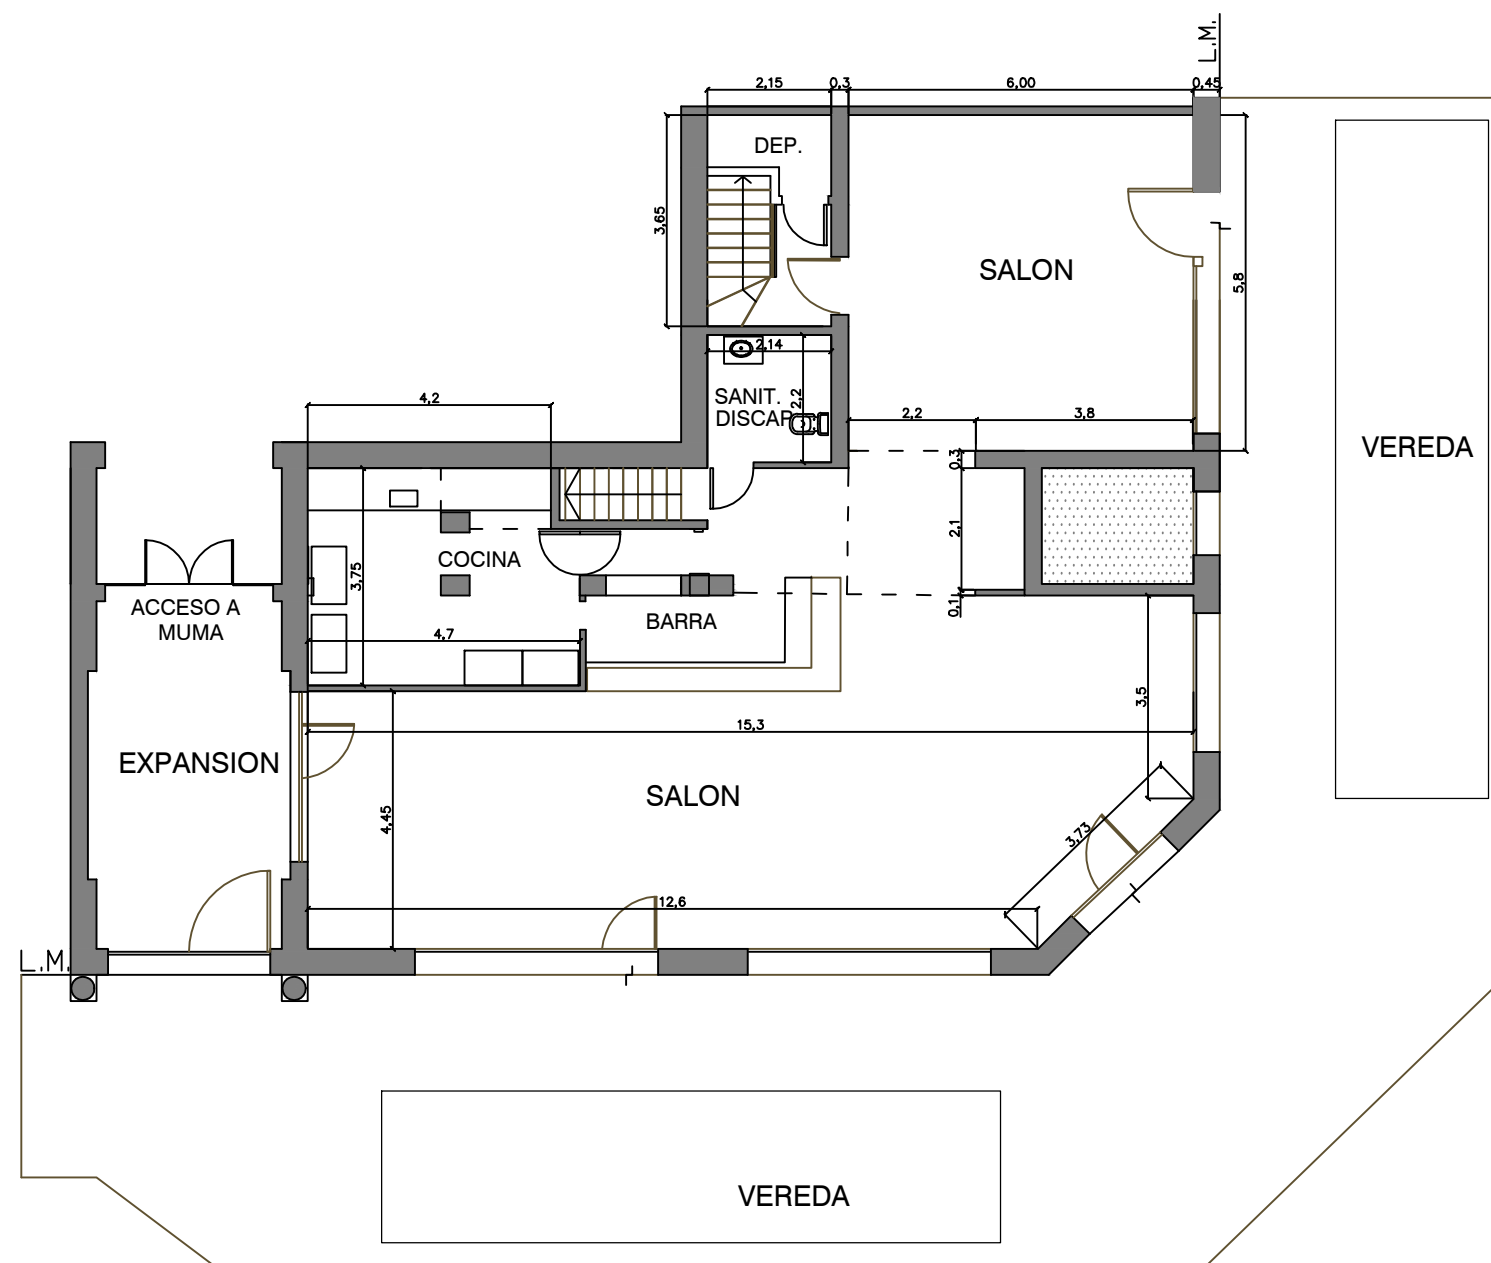 L.M.
2,15
0,3
6,00
0,45
DEP.
3,65
SALON
5,8
2,14
SANIT.
DISCAP.
2,2
4,2
2,2
3,8
VEREDA
0,3
2,1
COCINA
3,75
ACCESO A
MUMA
BARRA
0,1
4,7
3,5
15,3
EXPANSION
SALON
4,45
3,73
12,6
L.M.
VEREDA